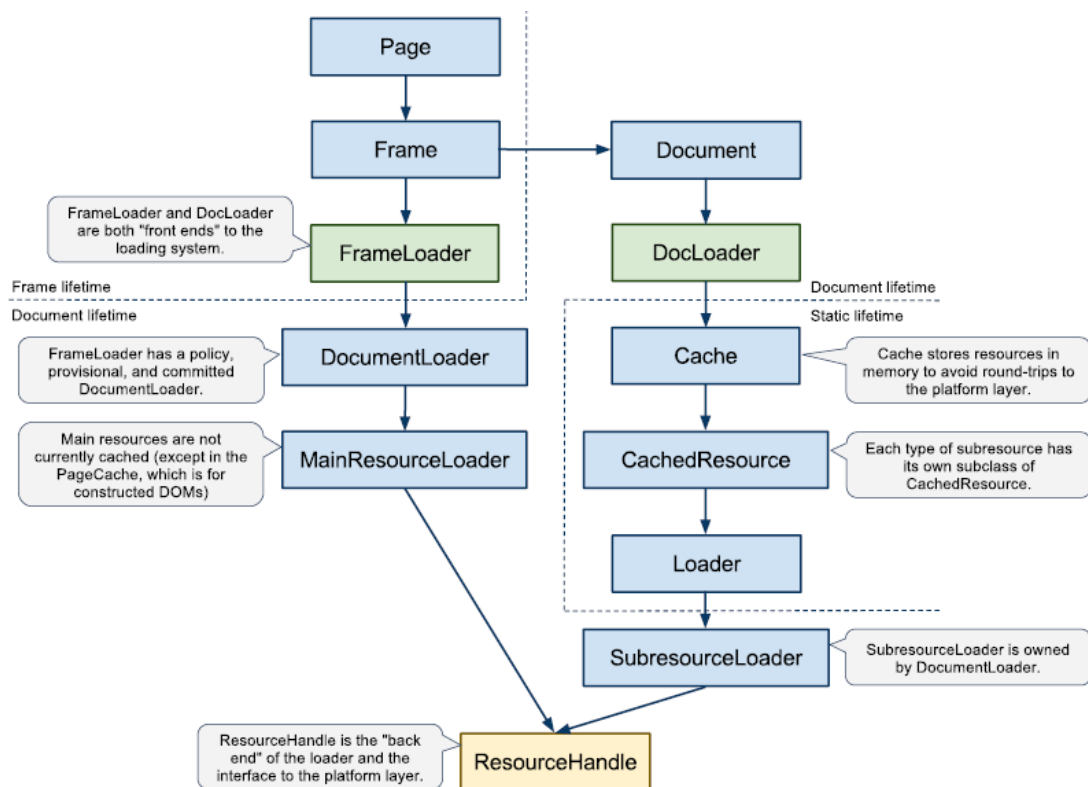 Page
Frame
Document
FrameLoader and DocLoader
are both "front ends" to the
loading system.
FrameLoader
DocLoader
Frame lifetime
Document lifetime
Document lifetime
Static lifetime
FrameLoader has a policy,
provisional, and committed
DocumentLoader.
DocumentLoader
Cache
Cache stores resources in
memory to avoid round-trips to
the platform layer.
Main resources are not
currently cached (except in the
PageCache, which is for
constructed DOMs)
MainResourceLoader
CachedResource
Each type of subresource has
its own subclass of
CachedResource.
Loader
SubresourceLoader
SubresourceLoader is owned
by DocumentLoader.
ResourceHandle is the "back
end" of the loader and the
interface to the platform layer.
ResourceHandle